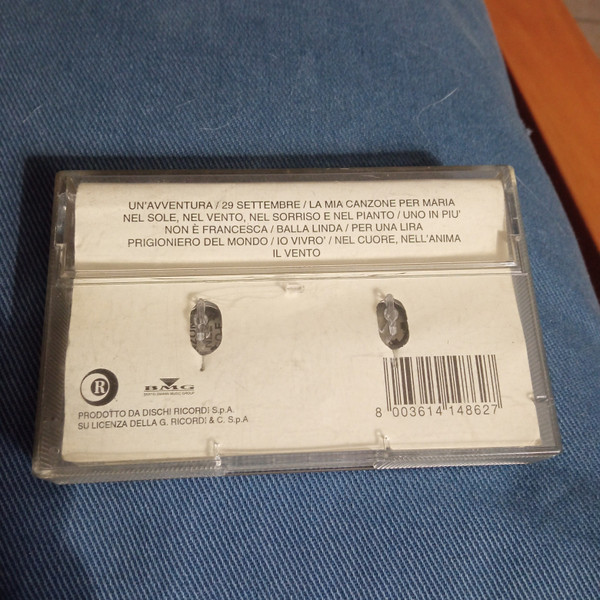 UN'AVVENTURA / 29 SETTEMBRE / LA MIA CANZONE PER MARIA
NEL SOLE, NEL VENTO, NEL SORRISO E NEL PIANTO / UNO IN PIU'
NON È FRANCESCA / BALLA LINDA / PER UNA LIRA
PRIGIONIERO DEL MONDO / IO VIVRO' / NEL CUORE, NELL'ANIMA
IL VENTO
R
BMG
PRODOTTO DA DISCHI RICORDI S.p.A.
SU LICENZA DELLA G. RICORDI & C. S.p.A.
8 003614 148627